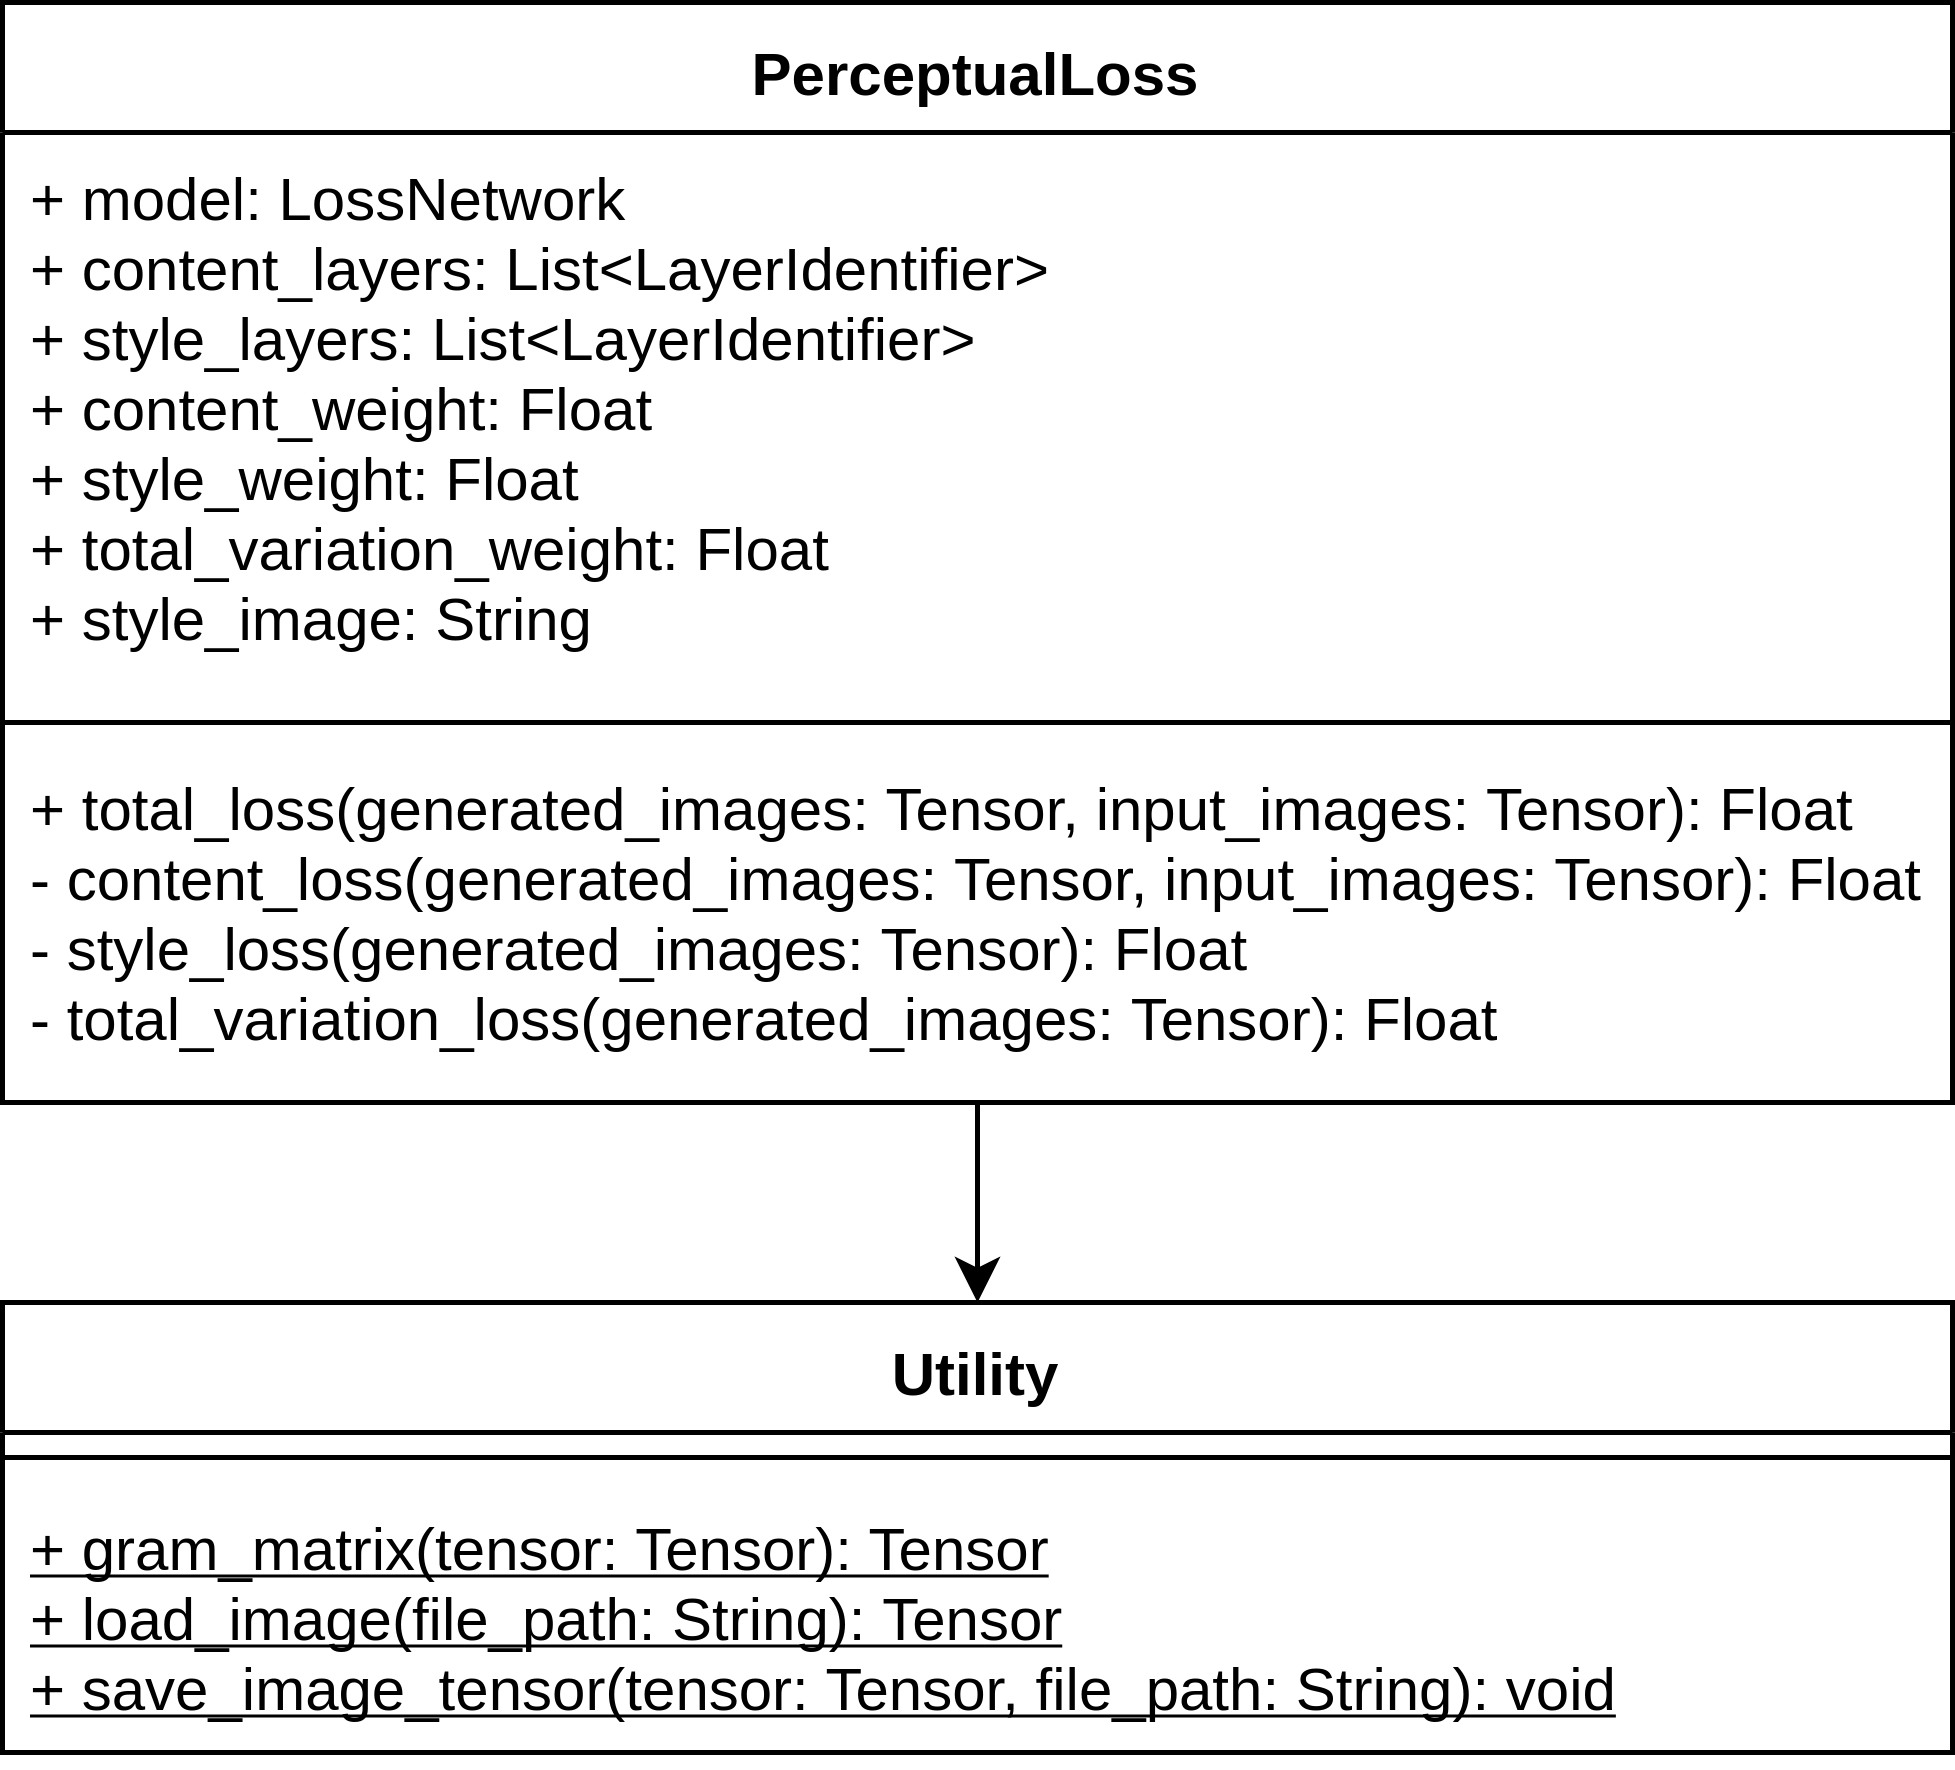 PerceptualLoss
+ model: LossNetwork
+ content_layers: List<LayerIdentifier>
+ style_layers: List<LayerIdentifier>
+ content_weight: Float
+ style_weight: Float
+ total_variation_weight: Float
+ style_image: String
+ total_loss(generated_images: Tensor, input_images: Tensor): Float
- content_loss(generated_images: Tensor, input_images: Tensor): Float
- style_loss(generated_images: Tensor): Float
- total_variation_loss(generated_images: Tensor): Float
Utility
+ gram_matrix(tensor: Tensor): Tensor
+ load_image(file_path: String): Tensor
+ save_image_tensor(tensor: Tensor, file_path: String): void